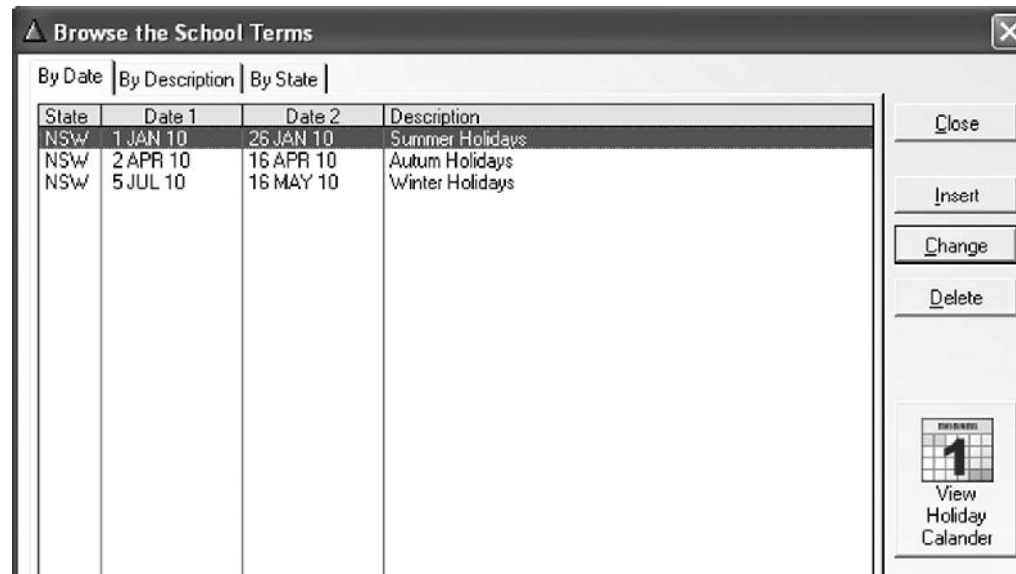 Browse the School Terms
By Date By Description By State
State Date 1 Date 2 Description
NSW 1 JAN 10 26 JAN 10 Summer Holidays
NSW 2 APR 10 16 APR 10 Autum Holidays
NSW 5 JUL 10 16 MAY 10 Winter Holidays
Close
Insert
Change
Delete
1
View
Holiday
Calander